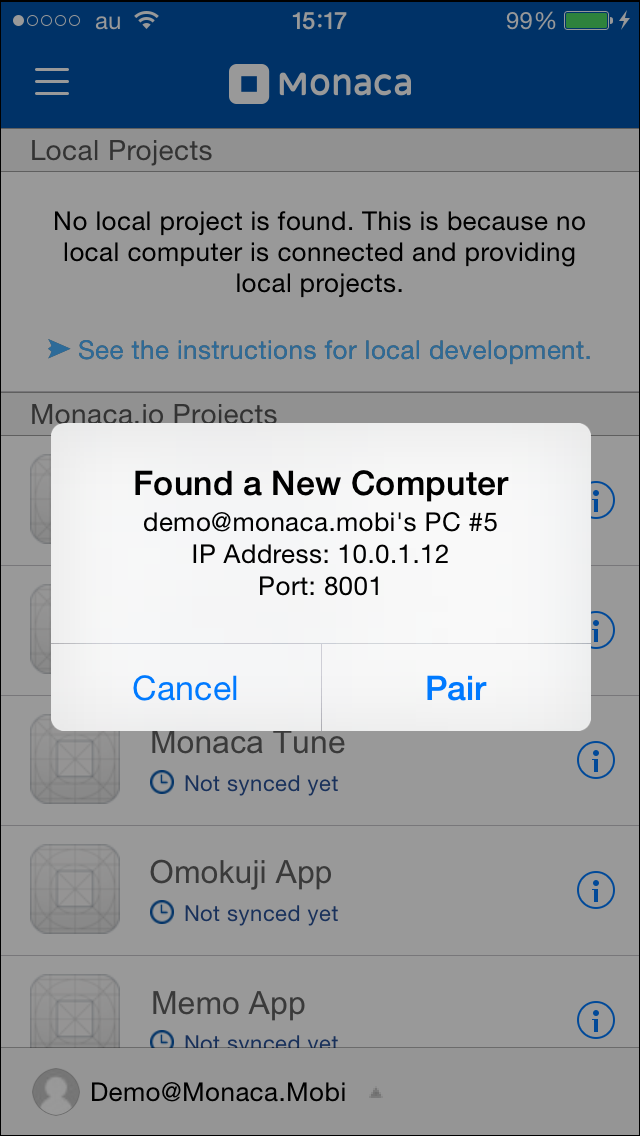 au 15:17 99%
Monaca
Local Projects
No local project is found. This is because no
local computer is connected and providing
local projects.
See the instructions for local development.
Monaca.io Projects
Found a New Computer
demo@monaca.mobi's PC #5
IP Address: 10.0.1.12
Port: 8001
Cancel Pair
Monaca Tune
Not synced yet
Omokuji App
Not synced yet
Memo App
Not synced yet
Demo@Monaca.Mobi